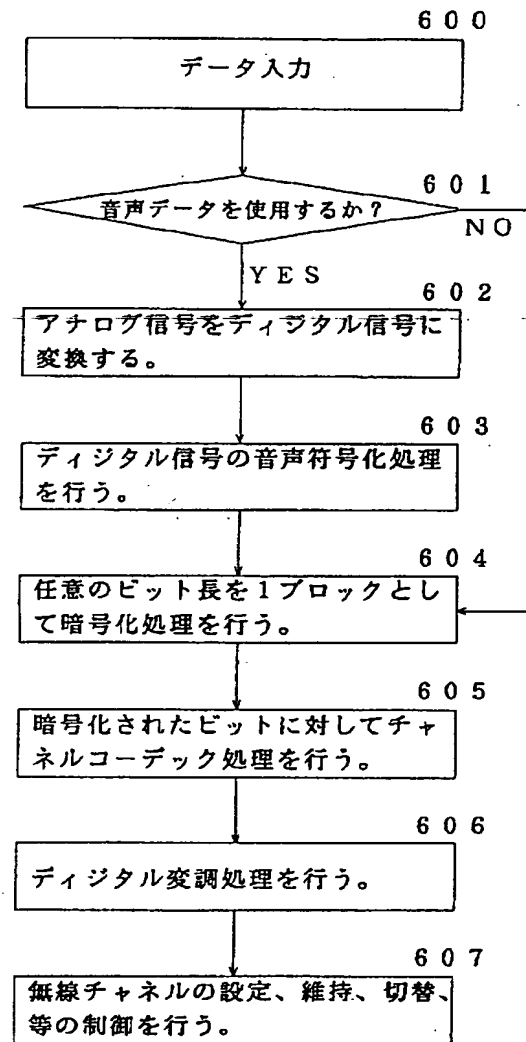 600
データ入力
601
音声データを使用するか?
NO
YES
602
アナログ信号をディジタル信号に
変換する。
603
ディジタル信号の音声符号化処理
を行う。
604
任意のビット長を1ブロックとし
て暗号化処理を行う。
605
暗号化されたビットに対してチャ
ネルコーデック処理を行う。
606
ディジタル変調処理を行う。
607
無線チャネルの設定、維持、切替、
等の制御を行う。